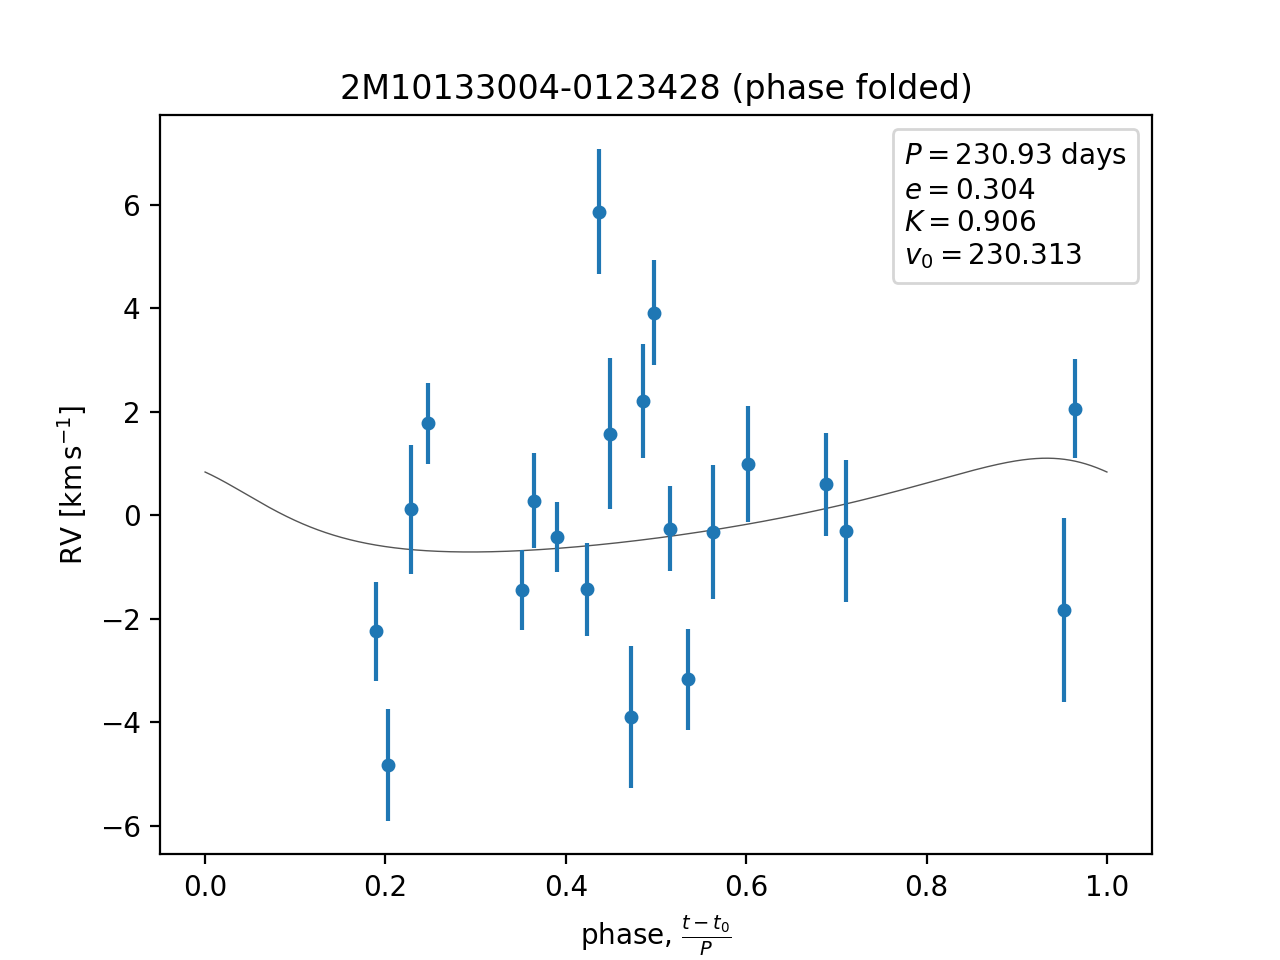 2M10133004-0123428 (phase folded)
P = 230.93 days
e = 0.304
K = 0.906
v₀ = 230.313
RV [km s⁻¹]
6
4
2
0
−2
−4
−6
0.0 0.2 0.4 0.6 0.8 1.0
phase, (t − t₀)/P